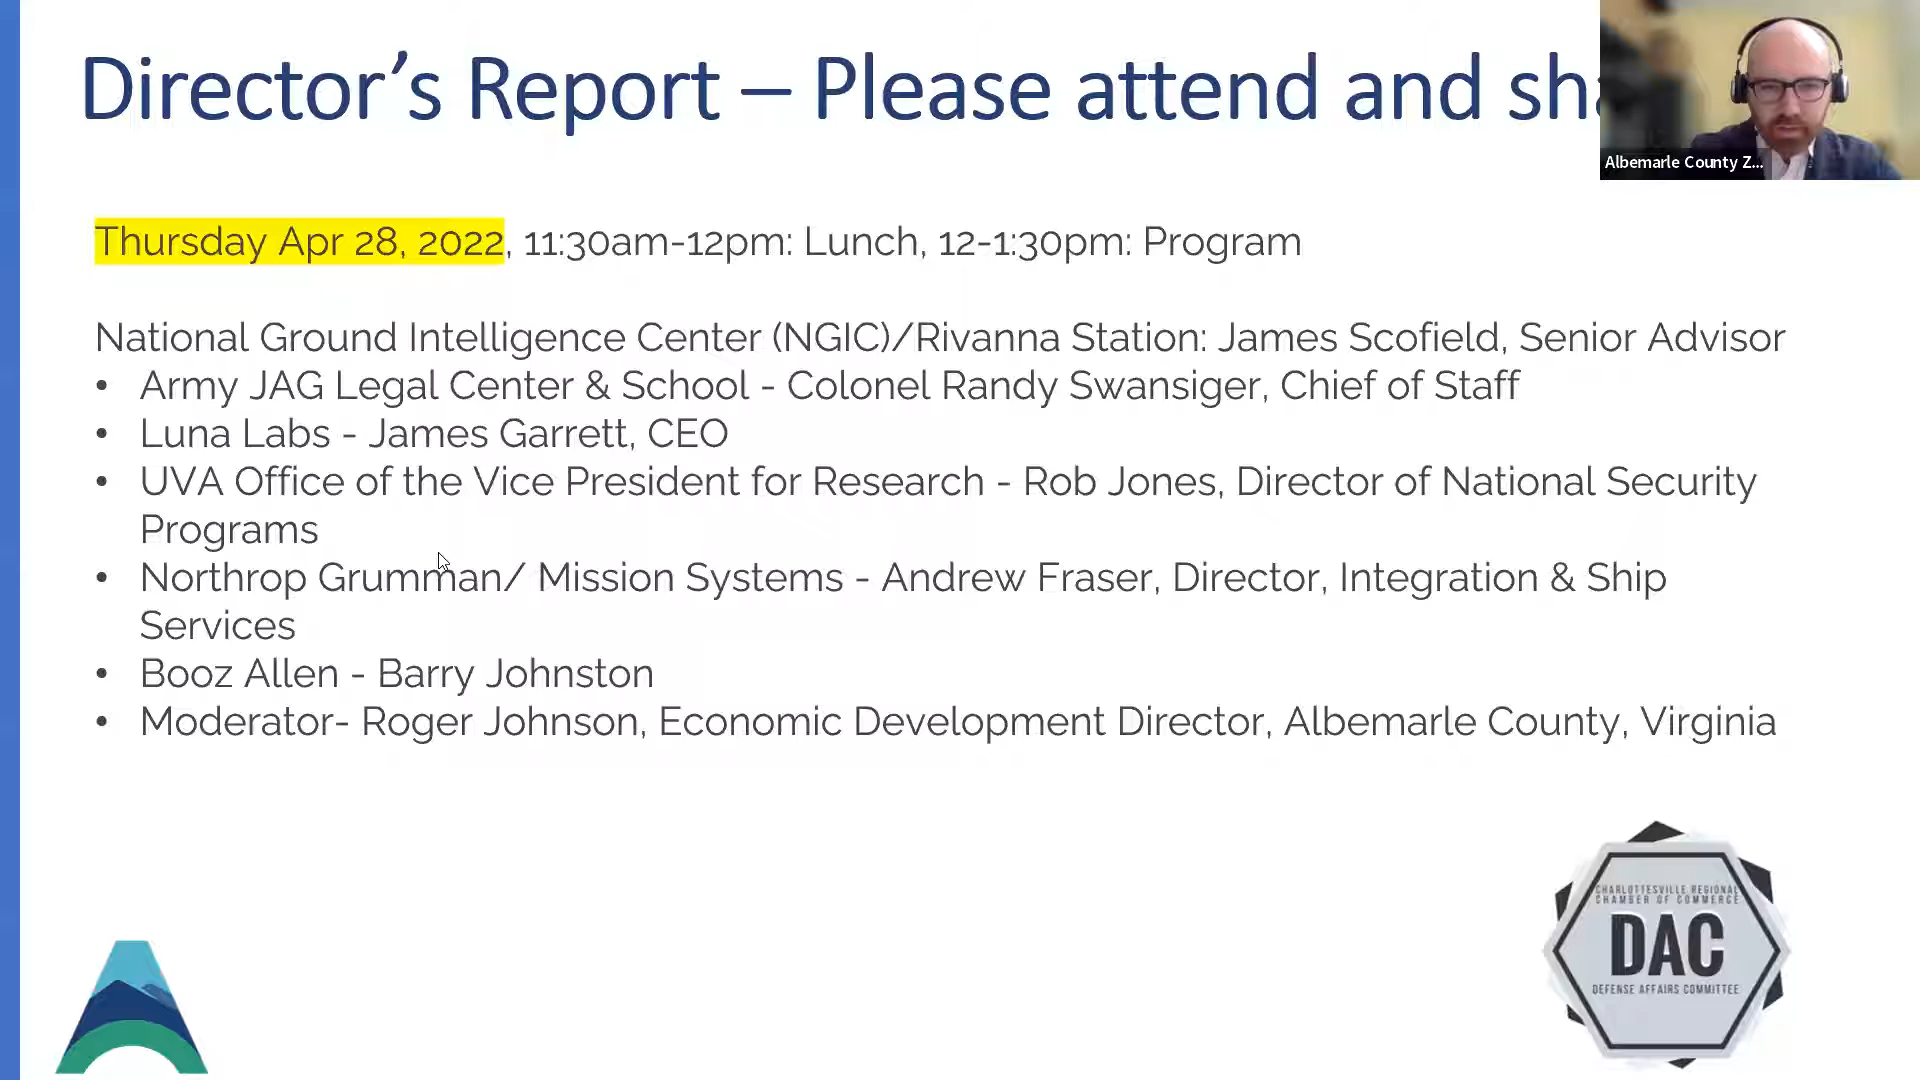 Director’s Report – Please attend and sha
Albemarle County Z...
Thursday Apr 28, 2022, 11:30am-12pm: Lunch, 12-1:30pm: Program
National Ground Intelligence Center (NGIC)/Rivanna Station: James Scofield, Senior Advisor
• Army JAG Legal Center & School - Colonel Randy Swansiger, Chief of Staff
• Luna Labs - James Garrett, CEO
• UVA Office of the Vice President for Research - Rob Jones, Director of National Security
Programs
• Northrop Grumman/ Mission Systems - Andrew Fraser, Director, Integration & Ship
Services
• Booz Allen - Barry Johnston
• Moderator- Roger Johnson, Economic Development Director, Albemarle County, Virginia
CHARLOTTESVILLE REGIONAL
CHAMBER OF COMMERCE
DAC
DEFENSE AFFAIRS COMMITTEE